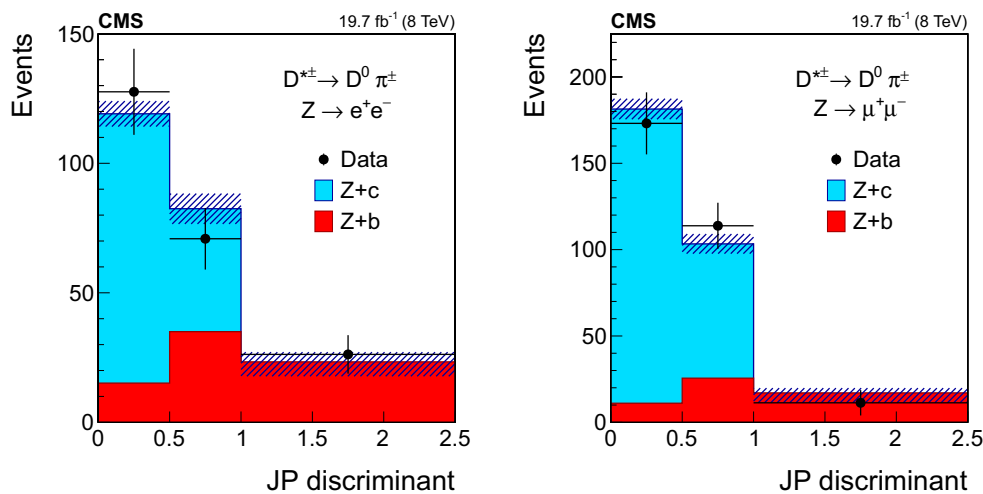 CMS 19.7 fb⁻¹ (8 TeV)
Events
150
100
50
0
D*± → D⁰ π±
Z → e⁺e⁻
Data
Z+c
Z+b
0 0.5 1 1.5 2 2.5
JP discriminant
CMS 19.7 fb⁻¹ (8 TeV)
Events
200
150
100
50
0
D*± → D⁰ π±
Z → μ⁺μ⁻
Data
Z+c
Z+b
0 0.5 1 1.5 2 2.5
JP discriminant